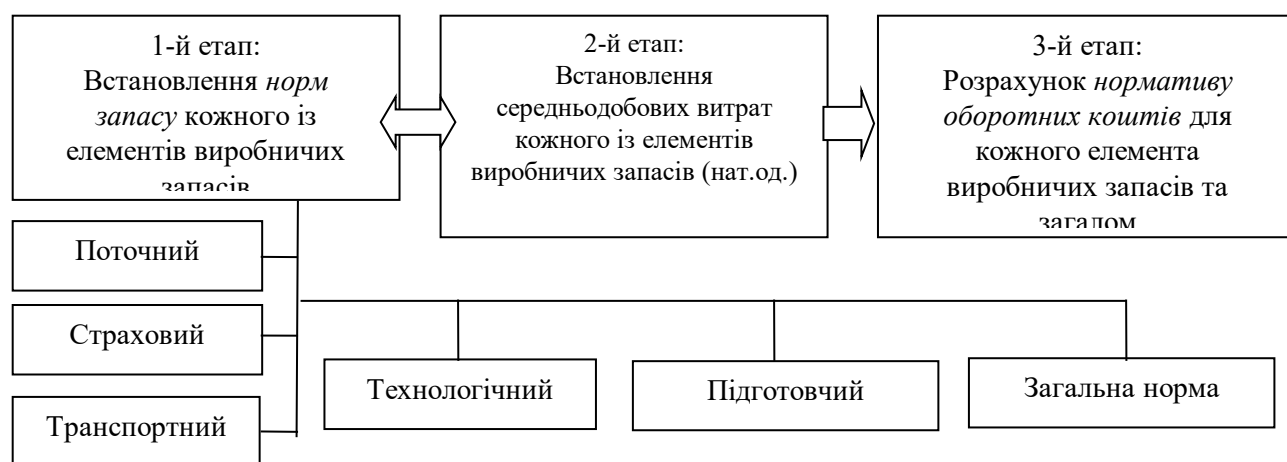 1-й етап:
Встановлення норм
запасу кожного із
елементів виробничих
запасів
2-й етап:
Встановлення
середньодобових витрат
кожного із елементів
виробничих запасів (нат.од.)
3-й етап:
Розрахунок нормативу
оборотних коштів для
кожного елемента
виробничих запасів та
загалом
Поточний
Страховий
Транспортний
Технологічний
Підготовчий
Загальна норма